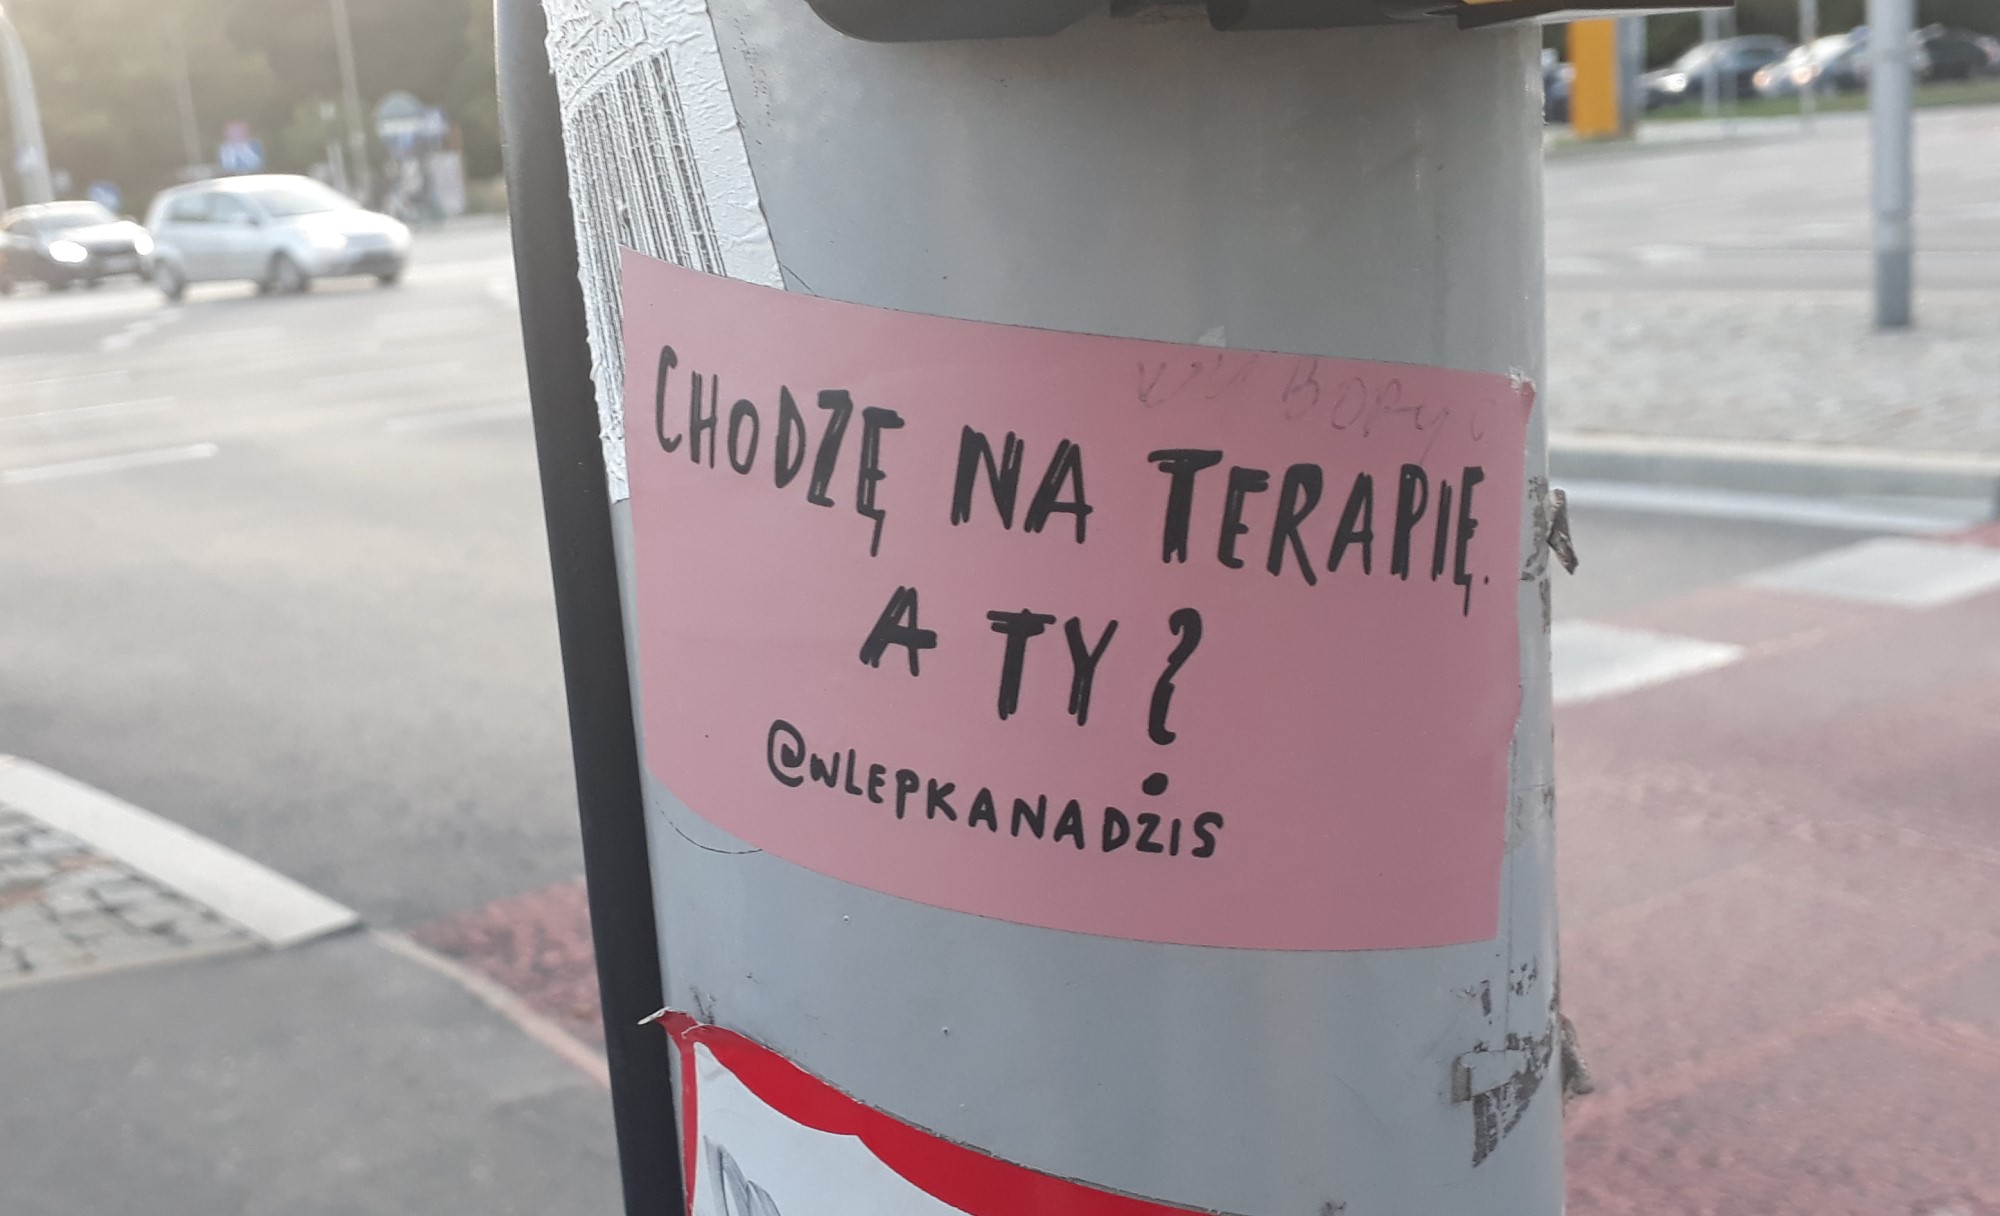 CHODZĘ NA TERAPIĘ.
A TY?
@WLEPKANADZIS